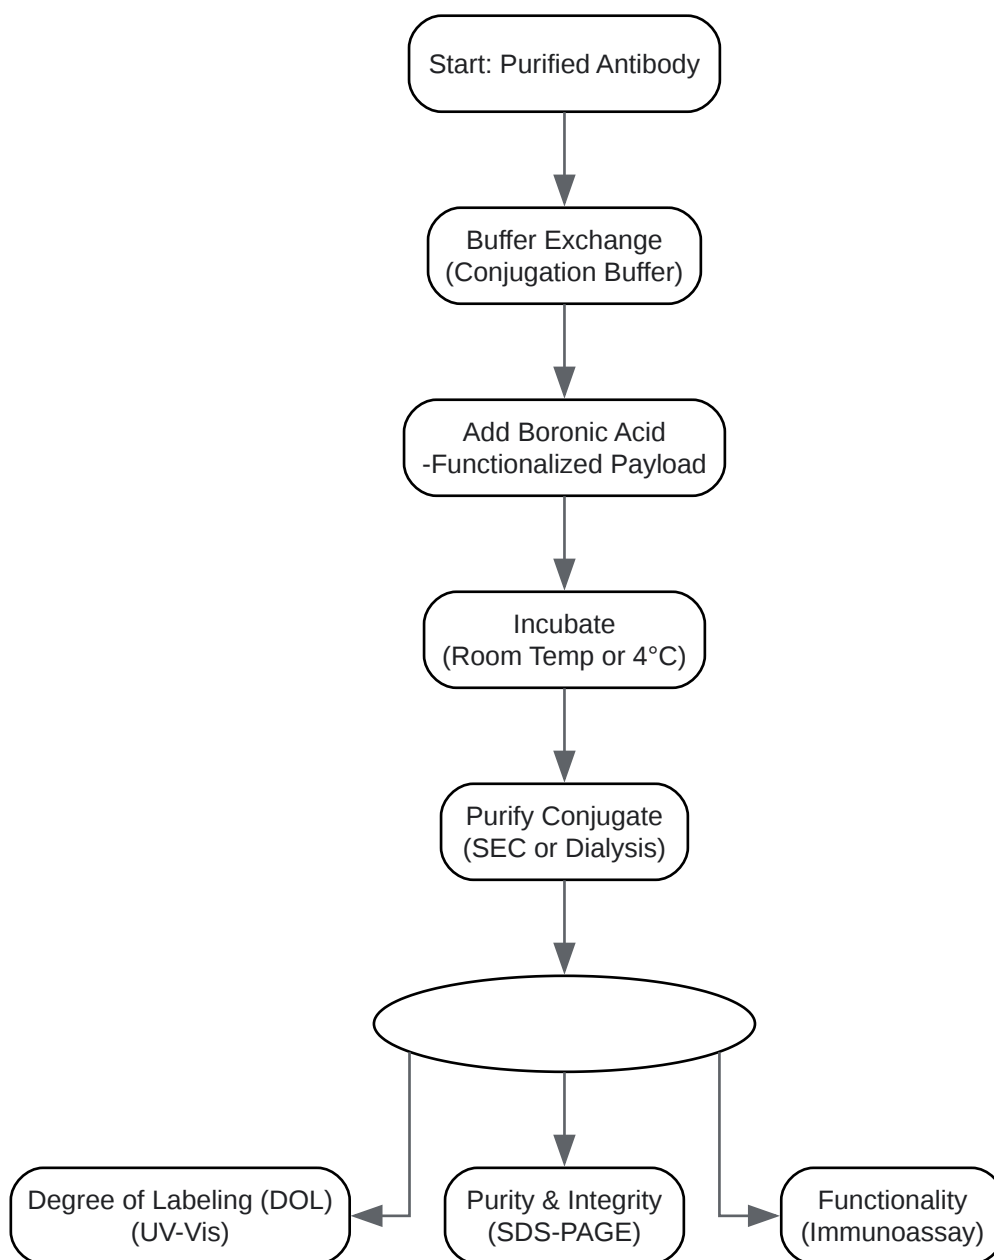 Start: Purified Antibody
Buffer Exchange
(Conjugation Buffer)
Add Boronic Acid
-Functionalized Payload
Incubate
(Room Temp or 4°C)
Purify Conjugate
(SEC or Dialysis)
Degree of Labeling (DOL)
(UV-Vis)
Purity & Integrity
(SDS-PAGE)
Functionality
(Immunoassay)